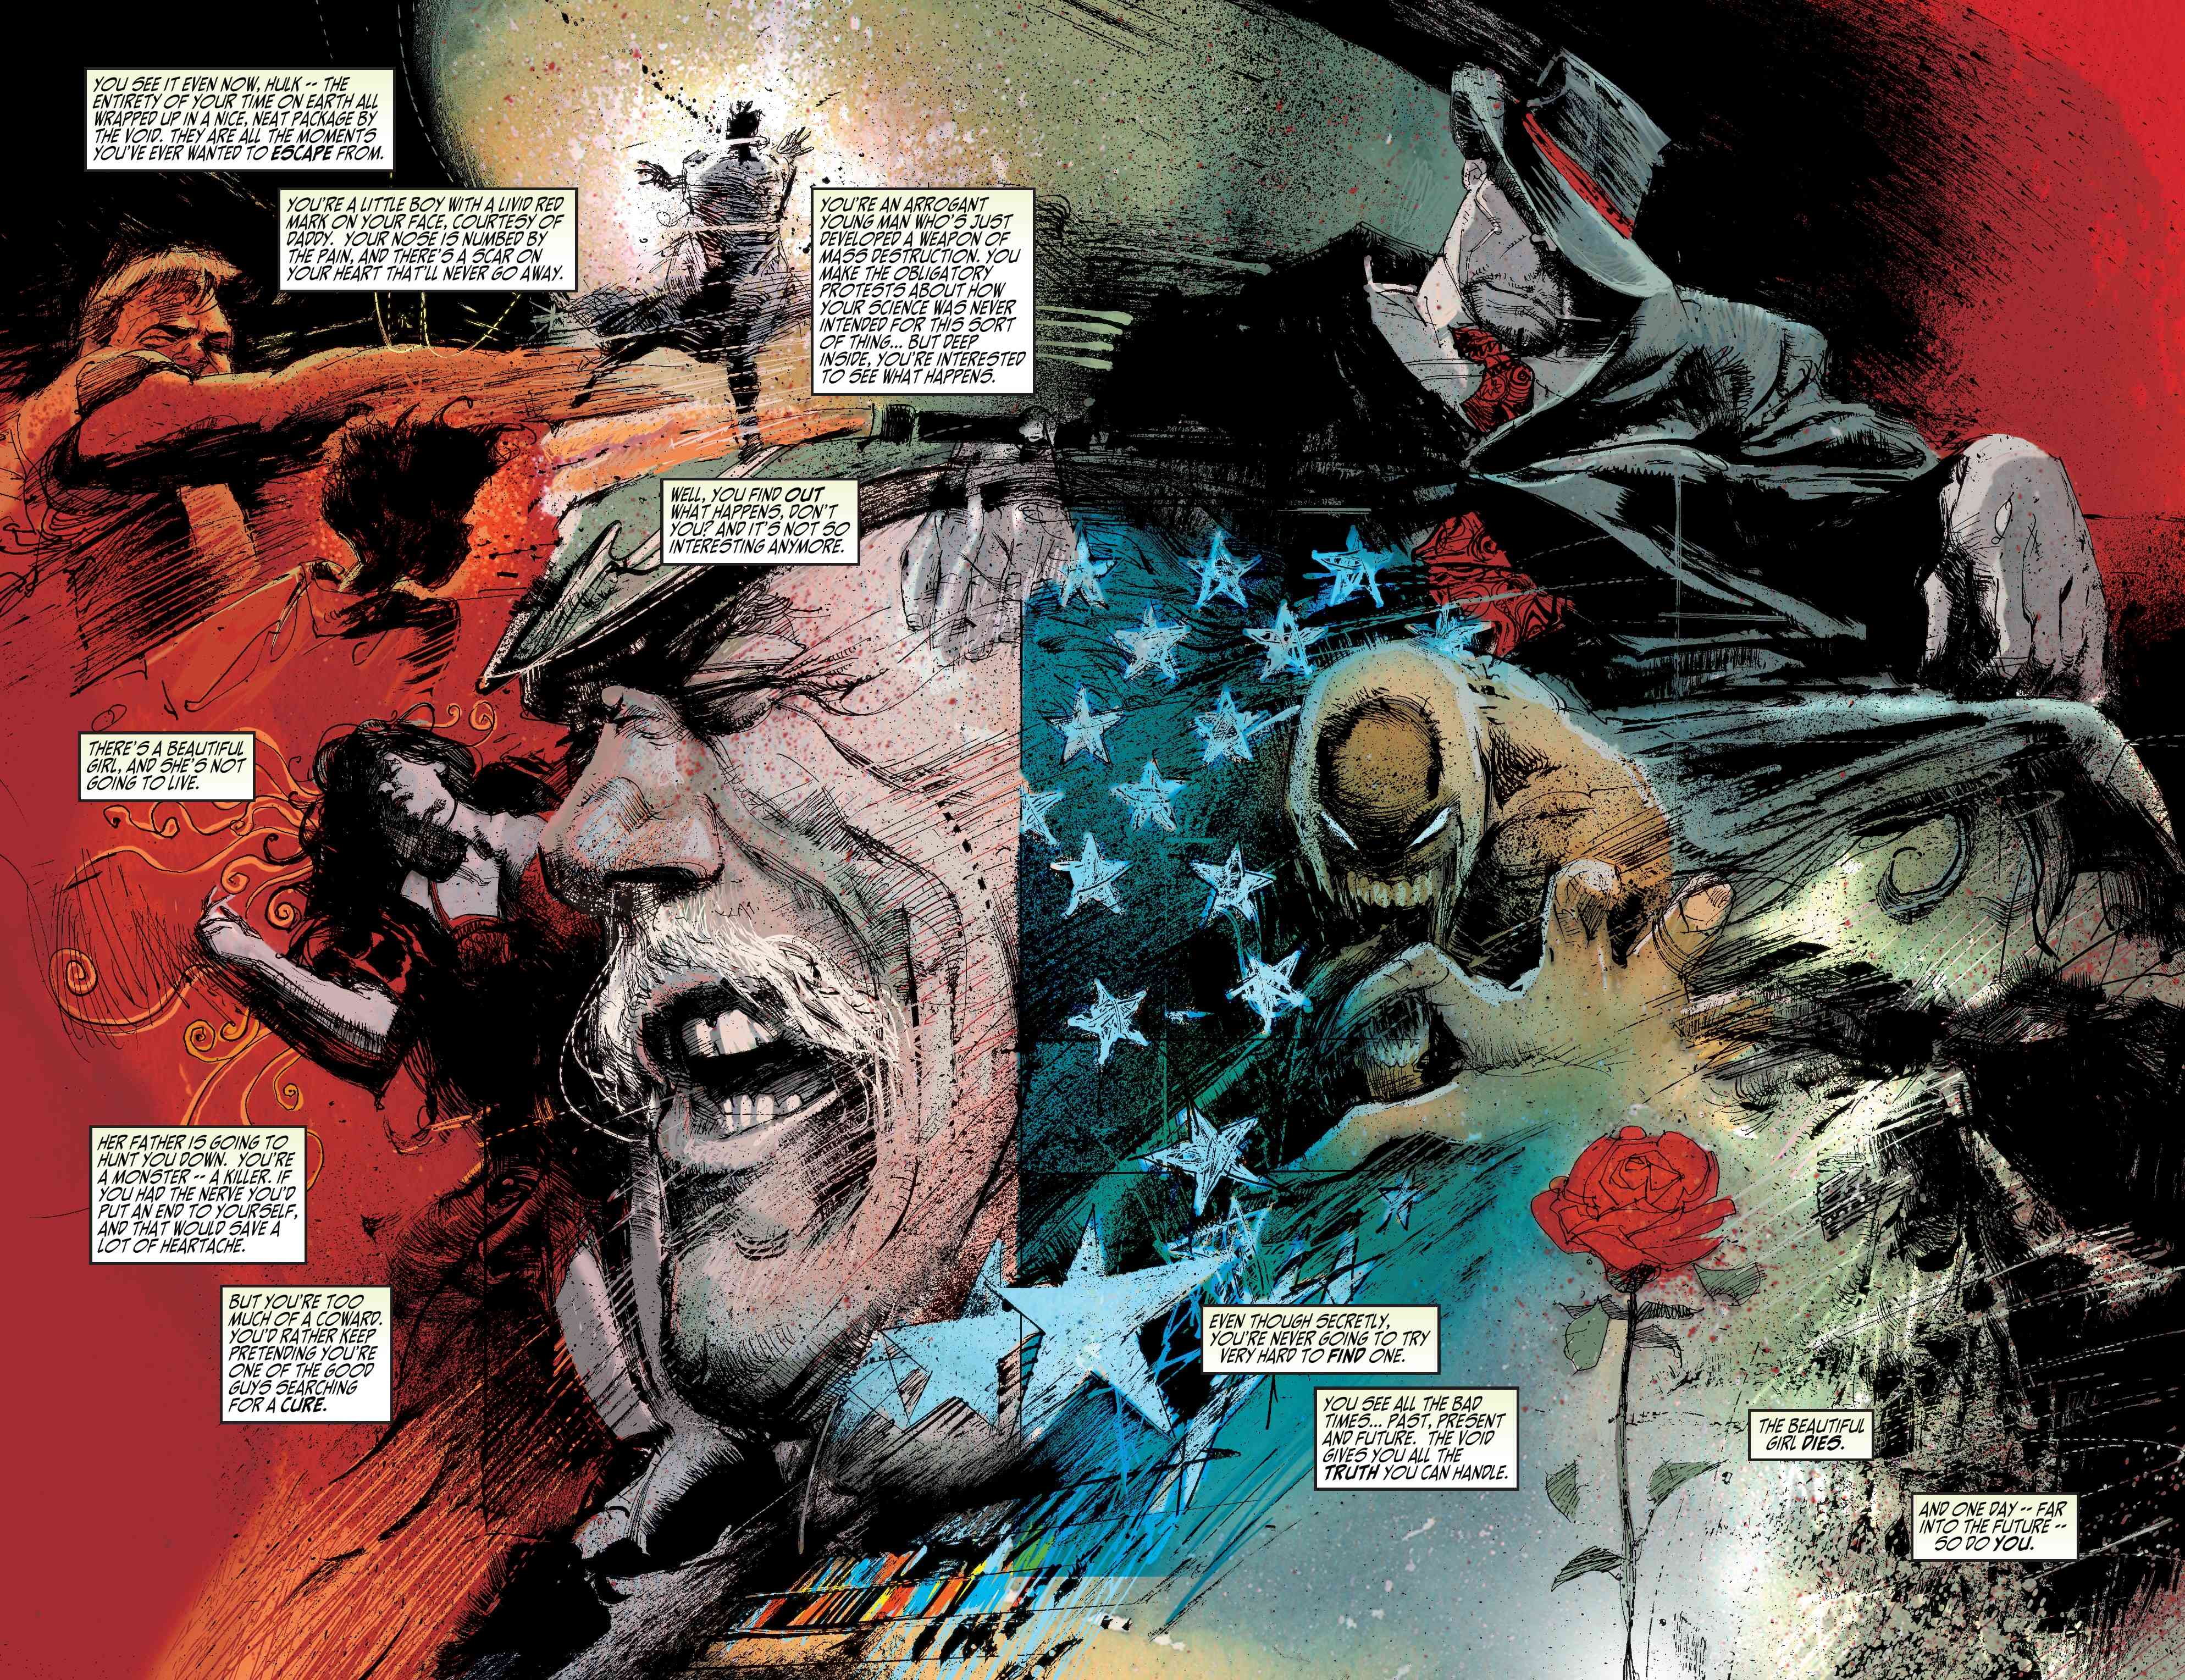 YOU SEE IT EVEN NOW, HULK -- THE
ENTIRETY OF YOUR TIME ON EARTH ALL
WRAPPED UP IN A NICE, NEAT PACKAGE BY
THE VOID. THEY ARE ALL THE MOMENTS
YOU'VE EVER WANTED TO ESCAPE FROM.
YOU'RE A LITTLE BOY WITH A LIVID RED
MARK ON YOUR FACE, COURTESY OF
DADDY. YOUR NOSE IS NUMBED BY
THE PAIN, AND THERE'S A SCAR ON
YOUR HEART THAT'LL NEVER GO AWAY.
YOU'RE AN ARROGANT
YOUNG MAN WHO'S JUST
DEVELOPED A WEAPON OF
MASS DESTRUCTION. YOU
MAKE THE OBLIGATORY
PROTESTS ABOUT HOW
YOUR SCIENCE WAS NEVER
INTENDED FOR THIS SORT
OF THING... BUT DEEP
INSIDE, YOU'RE INTERESTED
TO SEE WHAT HAPPENS.
WELL, YOU FIND OUT
WHAT HAPPENS, DON'T
YOU? AND IT'S NOT SO
INTERESTING ANYMORE.
THERE'S A BEAUTIFUL
GIRL, AND SHE'S NOT
GOING TO LIVE.
HER FATHER IS GOING TO
HUNT YOU DOWN. YOU'RE
A MONSTER -- A KILLER. IF
YOU HAD THE NERVE YOU'D
PUT AN END TO YOURSELF,
AND THAT WOULD SAVE A
LOT OF HEARTACHE.
BUT YOU'RE TOO
MUCH OF A COWARD.
YOU'D RATHER KEEP
PRETENDING YOU'RE
ONE OF THE GOOD
GUYS SEARCHING
FOR A CURE.
EVEN THOUGH SECRETLY,
YOU'RE NEVER GOING TO TRY
VERY HARD TO FIND ONE.
YOU SEE ALL THE BAD
TIMES... PAST, PRESENT
AND FUTURE. THE VOID
GIVES YOU ALL THE
TRUTH YOU CAN HANDLE.
THE BEAUTIFUL
GIRL DIES.
AND ONE DAY -- FAR
INTO THE FUTURE --
SO DO YOU.